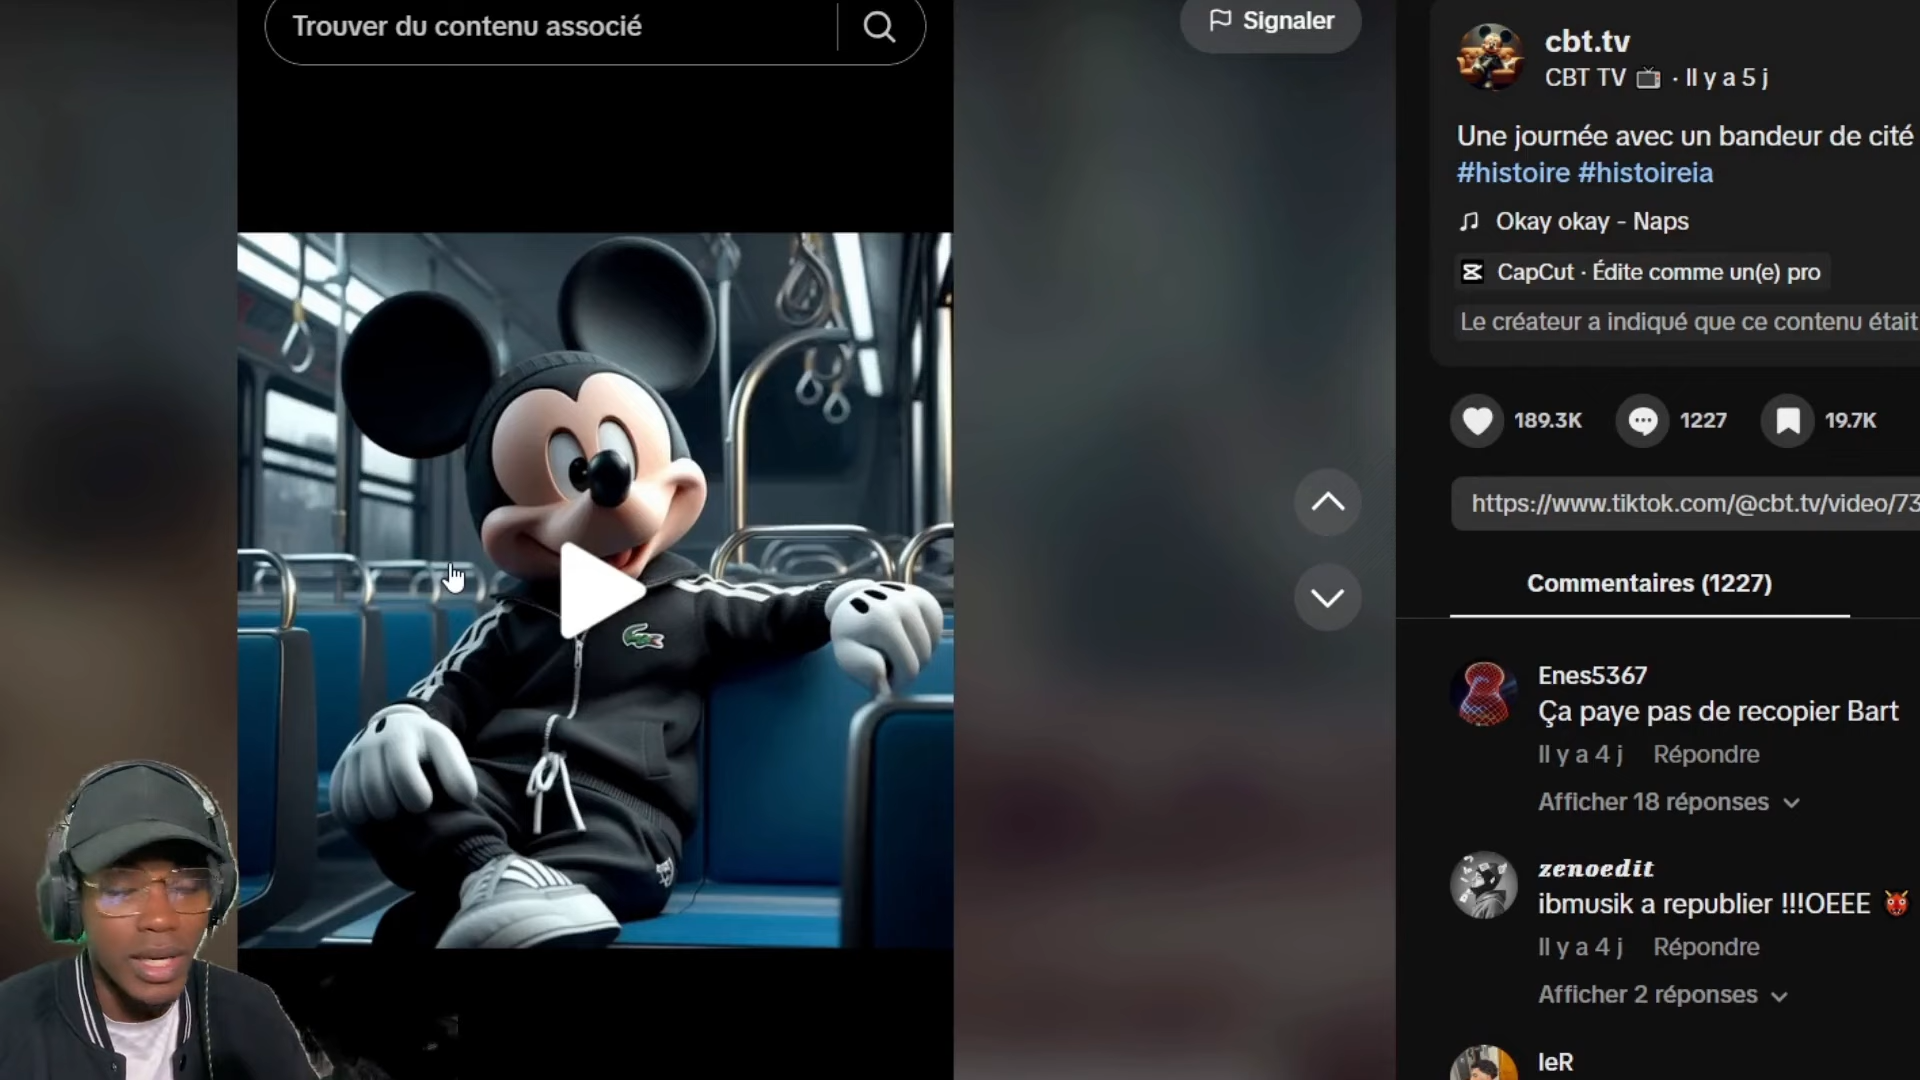 Trouver du contenu associé
Signaler
cbt.tv
CBT TV 📺 · Il y a 5 j
Une journée avec un bandeur de cité
#histoire #histoireia
Okay okay - Naps
CapCut · Édite comme un(e) pro
Le créateur a indiqué que ce contenu était
189.3K
1227
19.7K
https://www.tiktok.com/@cbt.tv/video/73
Commentaires (1227)
Enes5367
Ça paye pas de recopier Bart
Il y a 4 j Répondre
Afficher 18 réponses
zenoedit
ibmusik a republier !!!OEEE 👹
Il y a 4 j Répondre
Afficher 2 réponses
leR